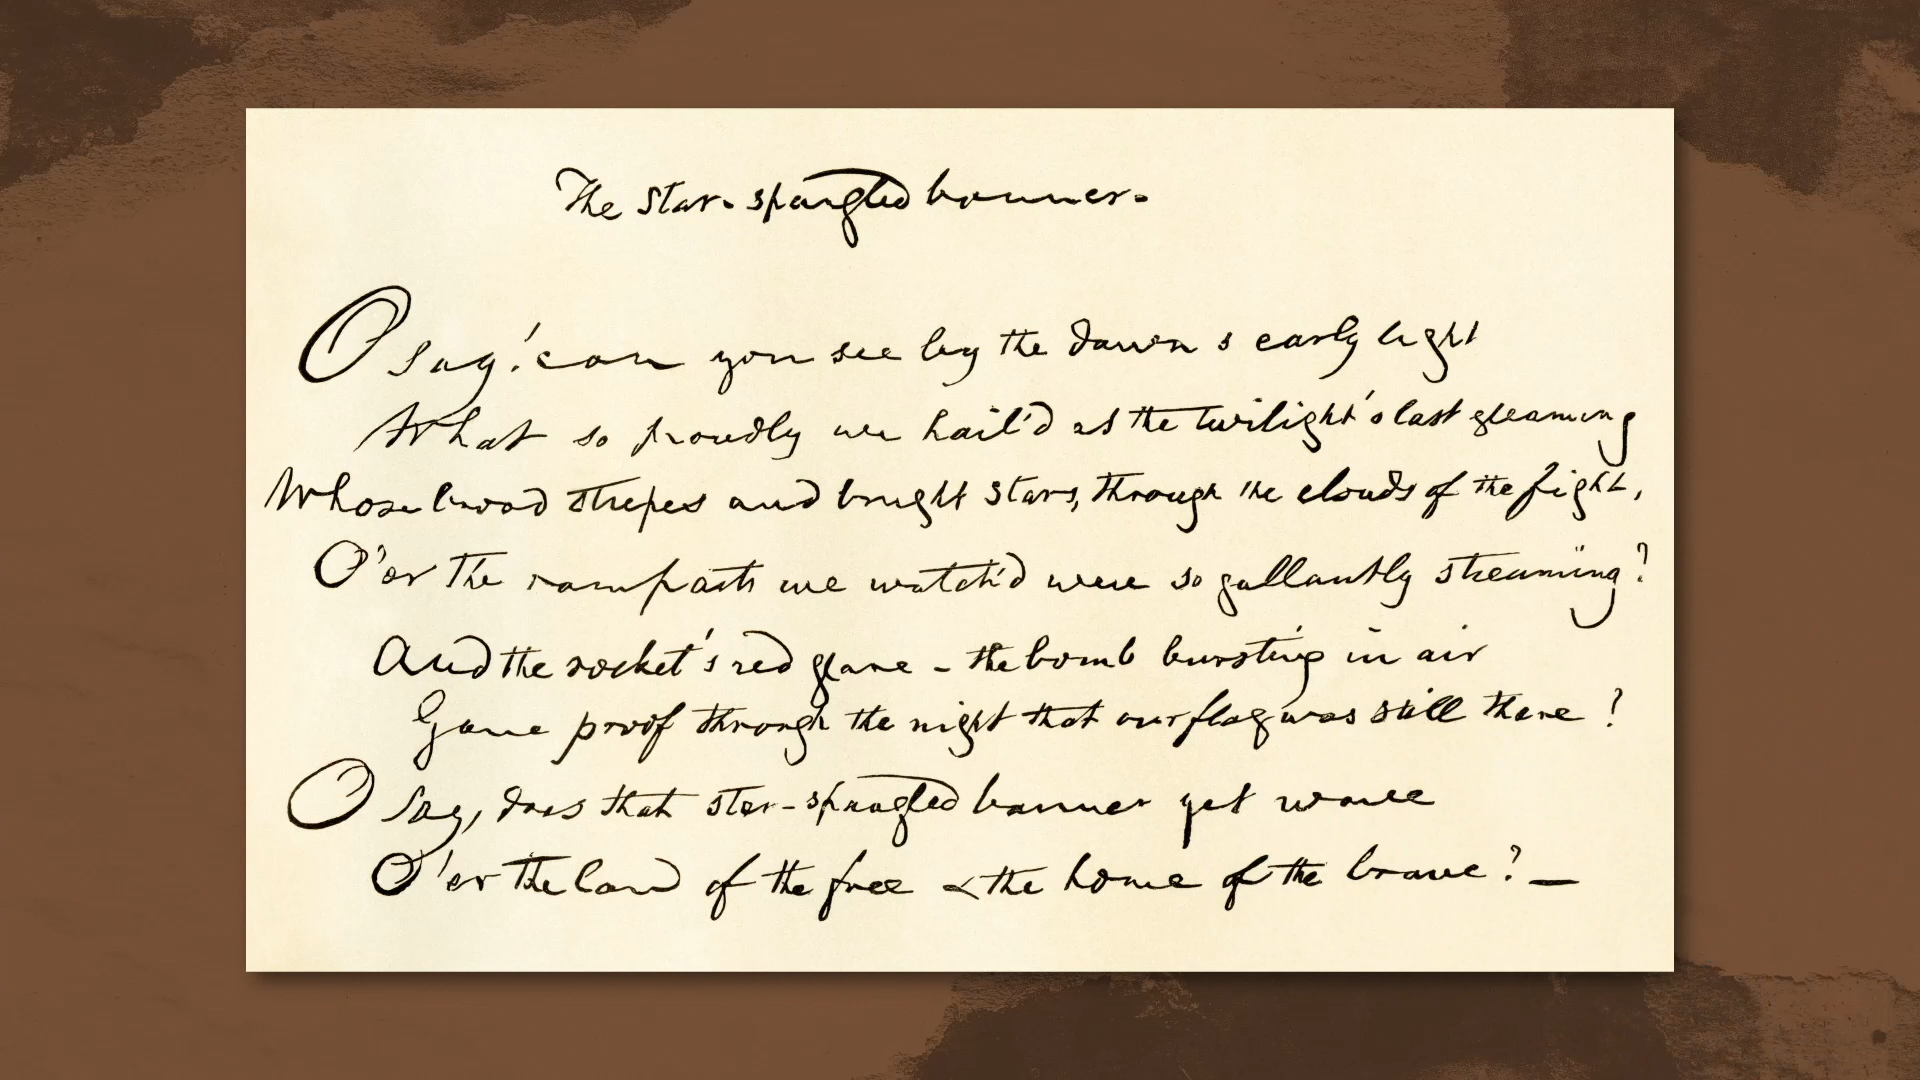 The Star-spangled banner.
O say! can you see by the dawn s early light
What so proudly we hail'd at the twilight's last gleaming
Whose broad stripes and bright stars, through the clouds of the fight,
O'er the ramparts we watch'd were so gallantly streaming?
And the rocket's red glare - the bomb bursting in air
Gave proof through the night that our flag was still there?
O say, does that star-spangled banner yet wave
O'er the land of the free & the home of the brave? —